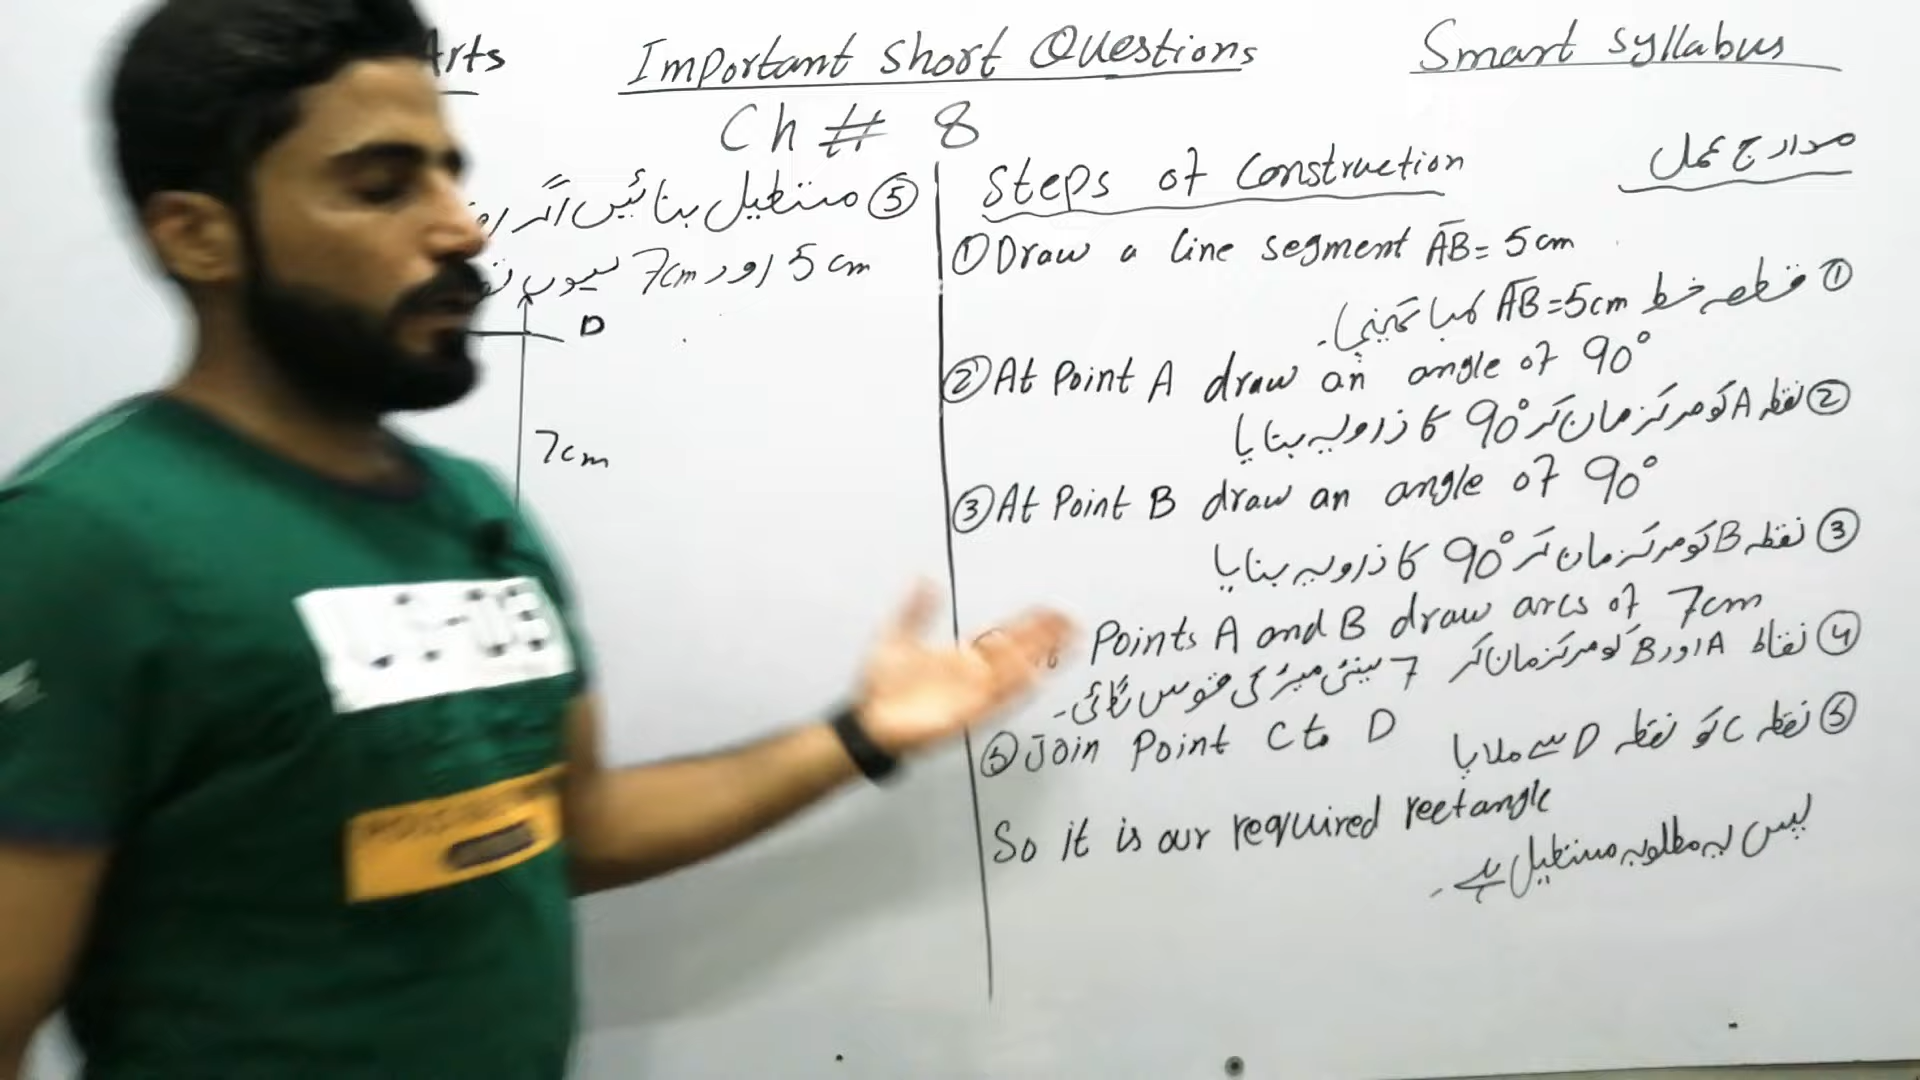 Arts
Important Short Questions
Smart Syllabus
Ch # 8
⑤ مستطیل بنائیں اگر
5 cm اور 7cm ہوں
D
7cm
Steps of Construction
مدارج عمل
① Draw a line segment AB = 5 cm
① قطعہ خط AB = 5cm لمبا کھینچا۔
② At Point A draw an angle of 90°
② نقطہ A کو مرکز مان کر 90° کا زاویہ بنایا
③ At Point B draw an angle of 90°
③ نقطہ B کو مرکز مان کر 90° کا زاویہ بنایا
Points A and B draw arcs of 7cm
④ نقاط A اور B کو مرکز مان کر 7 سینٹی میٹر کی قوس لگائی۔
⑤ Join Point C to D
⑤ نقطہ C کو نقطہ D سے ملایا
So it is our required rectangle
پس یہ مطلوبہ مستطیل ہے۔